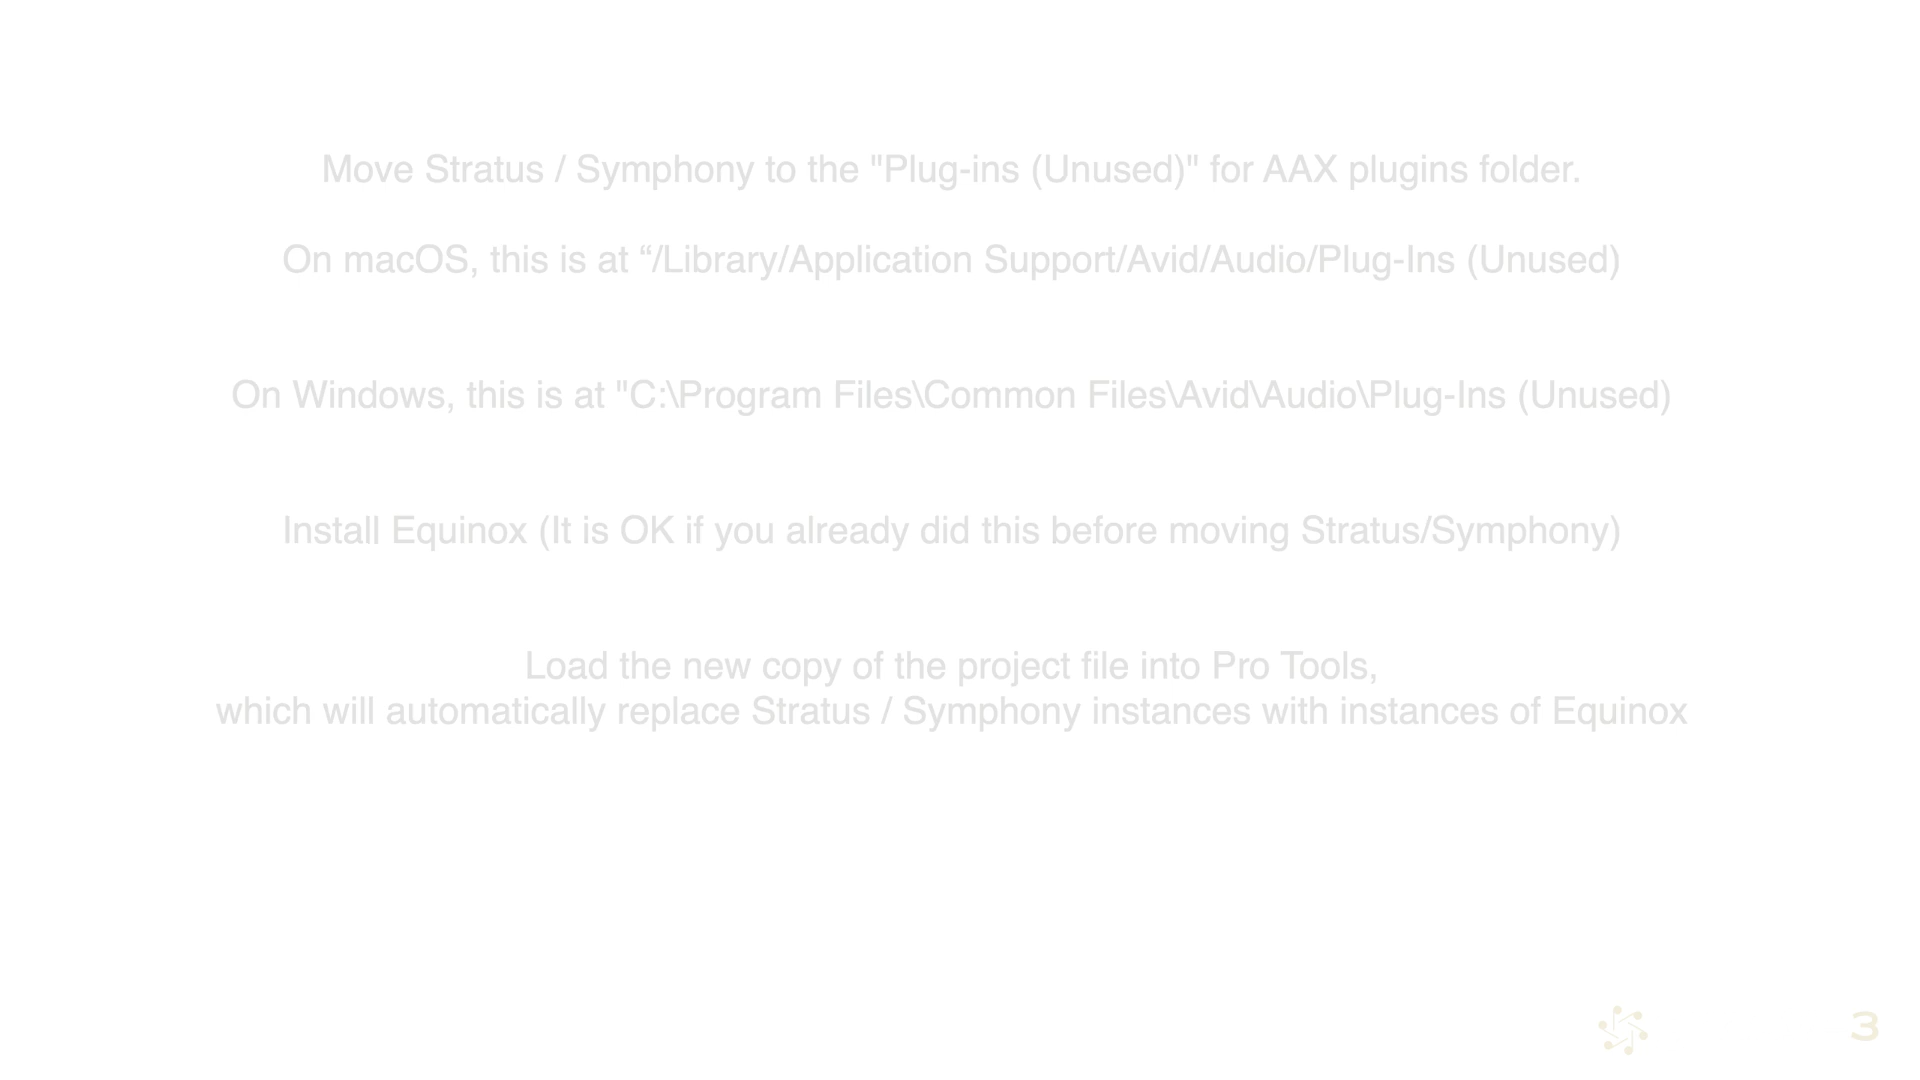 Move Stratus / Symphony to the "Plug-ins (Unused)" for AAX plugins folder.
On macOS, this is at “/Library/Application Support/Avid/Audio/Plug-Ins (Unused)
On Windows, this is at "C:\Program Files\Common Files\Avid\Audio\Plug-Ins (Unused)
Install Equinox (It is OK if you already did this before moving Stratus/Symphony)
Load the new copy of the project file into Pro Tools,
which will automatically replace Stratus / Symphony instances with instances of Equinox
3